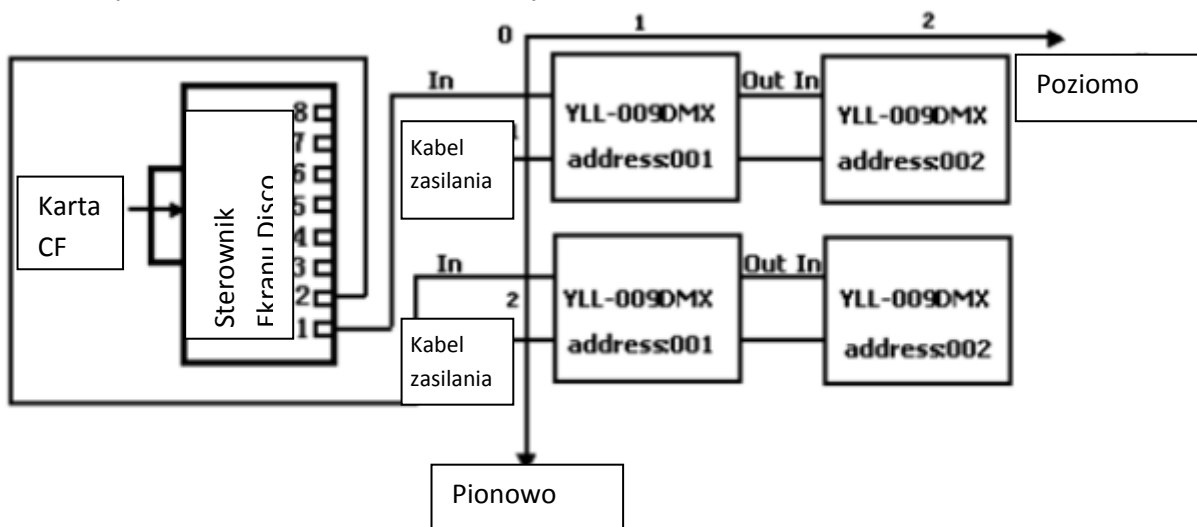 0
1
2
Poziomo
In
Out In
YLL-009DMX
address:001
YLL-009DMX
address:002
Kabel
zasilania
8
7
6
5
4
3
2
1
Karta
CF
Sterownik
Ekranu Disco
In
Out In
2
YLL-009DMX
address:001
YLL-009DMX
address:002
Kabel
zasilania
Pionowo